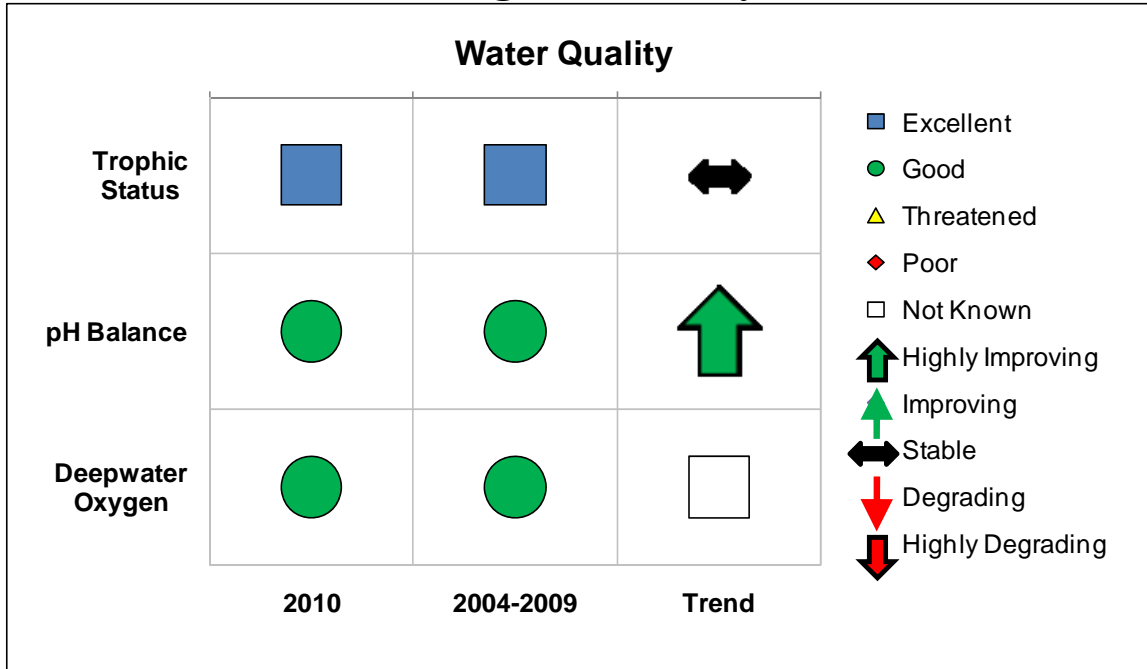 Water Quality
Trophic
Status
pH Balance
Deepwater
Oxygen
2010
2004-2009
Trend
Excellent
Good
Threatened
Poor
Not Known
Highly Improving
Improving
Stable
Degrading
Highly Degrading